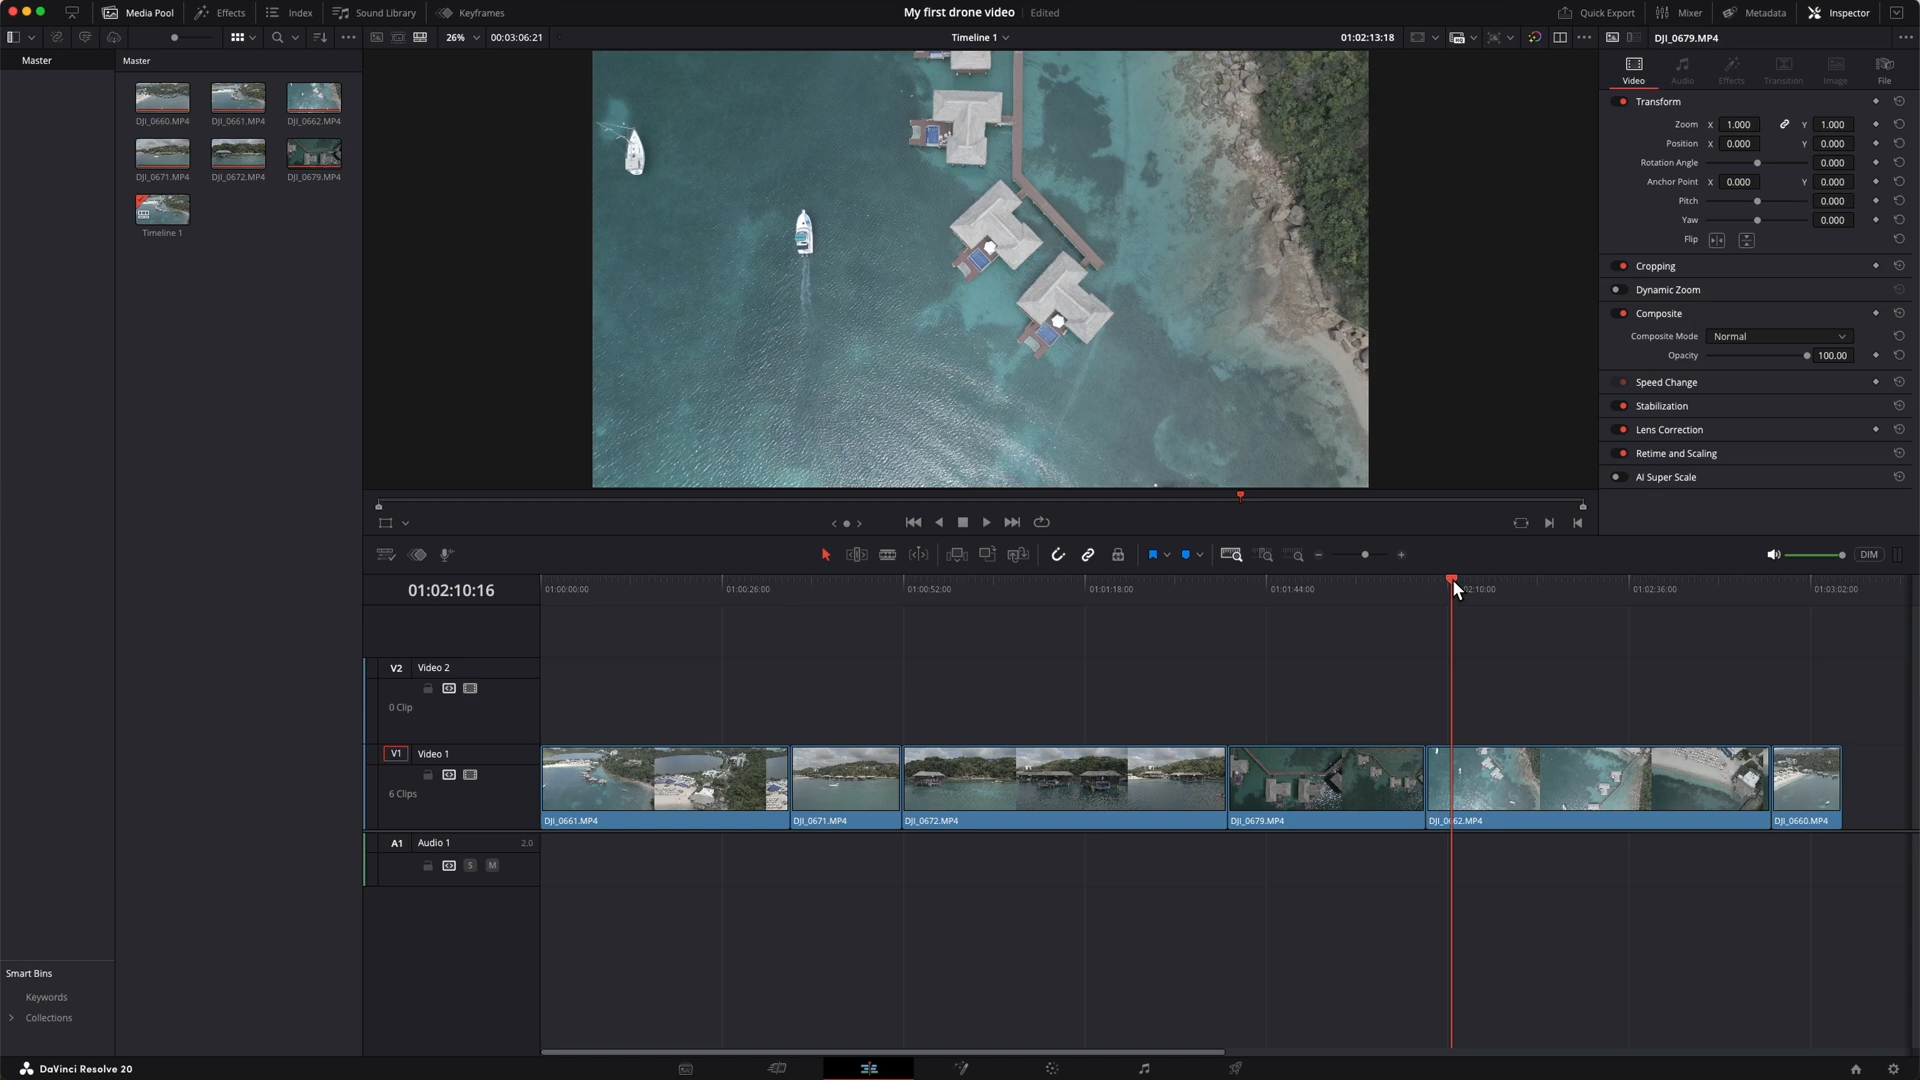 Media Pool Effects Index Sound Library Keyframes My first drone video Edited Quick Export Mixer Metadata Inspector
26% 00:03:06:21 Timeline 1 01:02:13:18 DJI_0679.MP4
Master Master
Video Audio Effects Transition Image File
DJI_0660.MP4 DJI_0661.MP4 DJI_0662.MP4
DJI_0671.MP4 DJI_0672.MP4 DJI_0679.MP4
Timeline 1
Transform
Zoom X 1.000 Y 1.000
Position X 0.000 Y 0.000
Rotation Angle 0.000
Anchor Point X 0.000 Y 0.000
Pitch 0.000
Yaw 0.000
Flip
Cropping
Dynamic Zoom
Composite
Composite Mode Normal
Opacity 100.00
Speed Change
Stabilization
Lens Correction
Retime and Scaling
AI Super Scale
DIM
01:02:10:16 01:00:00:00 01:00:26:00 01:00:52:00 01:01:18:00 01:01:44:00 02:10:00 01:02:36:00 01:03:02:00
V2 Video 2
0 Clip
V1 Video 1
6 Clips
DJI_0661.MP4 DJI_0671.MP4 DJI_0672.MP4 DJI_0679.MP4 DJI_0662.MP4 DJI_0660.MP4
A1 Audio 1 2.0
S M
Smart Bins
Keywords
Collections
DaVinci Resolve 20